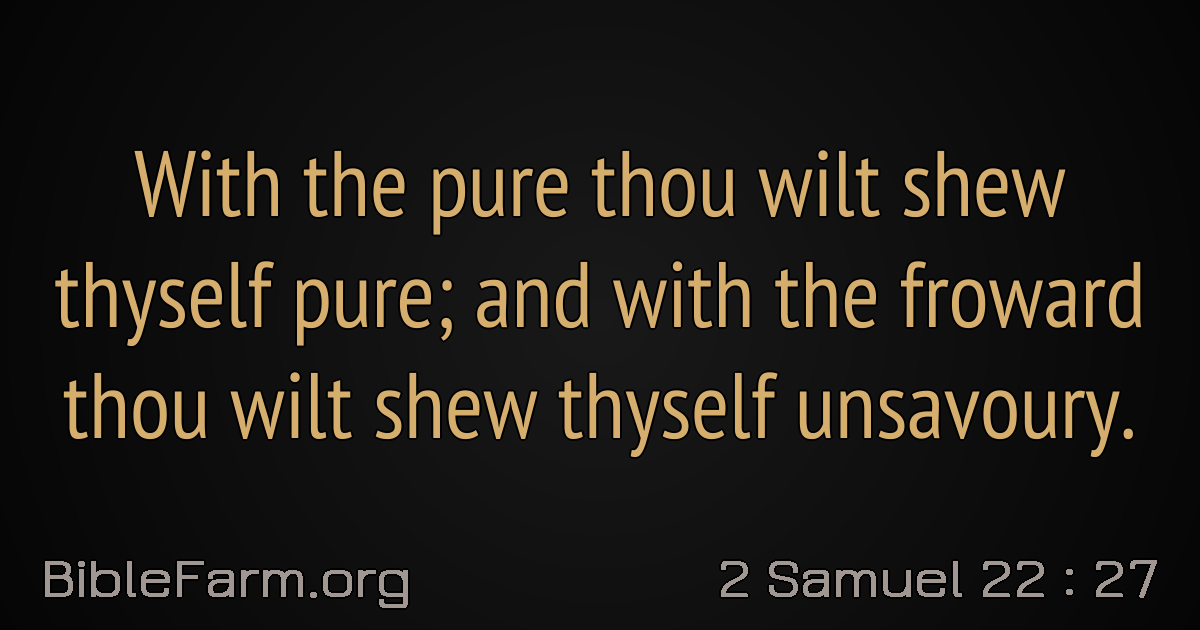 With the pure thou wilt shew
thyself pure; and with the froward
thou wilt shew thyself unsavoury.
BibleFarm.org
2 Samuel 22 : 27